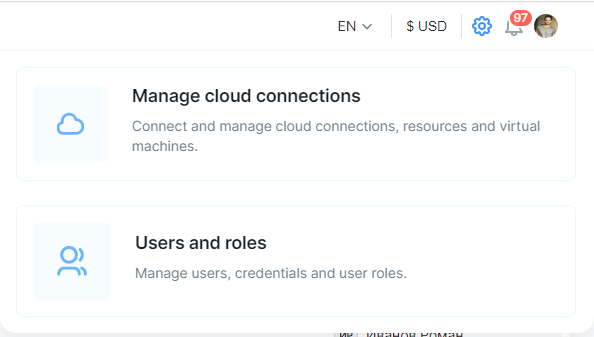 EN
$ USD
97
Manage cloud connections
Connect and manage cloud connections, resources and virtual
machines.
Users and roles
Manage users, credentials and user roles.
ИР Иванов Роман